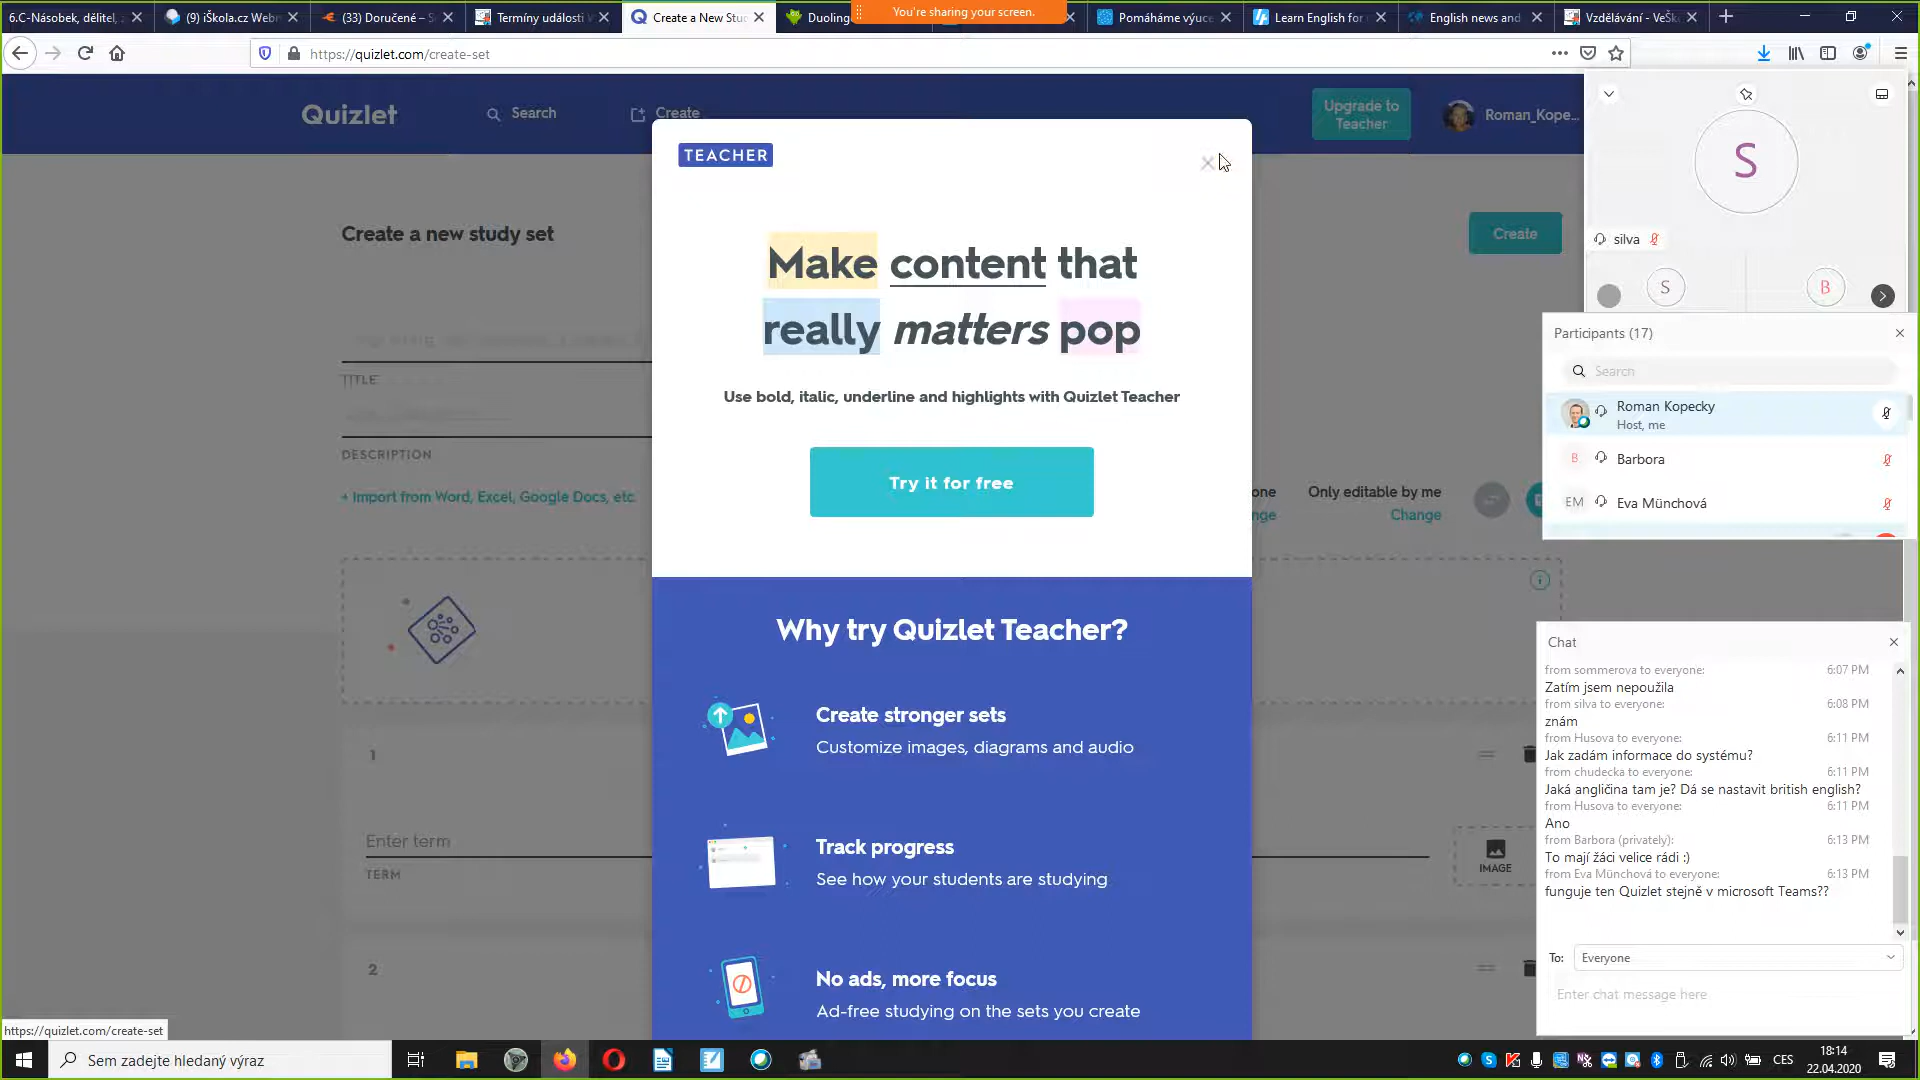 6.C-Násobek, dělitel,
(9) iŠkola.cz Webm
(33) Doručené – S
Termíny události
Create a New Stu
Duoling
You're sharing your screen.
Pomáháme výuce
Learn English for
English news and
Vzdělávání - VeŠk
https://quizlet.com/create-set
Quizlet
Search
Create
Upgrade to
Teacher
Roman_Kope...
TEACHER
Create a new study set
Create
Make content that
really matters pop
Use bold, italic, underline and highlights with Quizlet Teacher
Try it for free
TITLE
DESCRIPTION
+ Import from Word, Excel, Google Docs, etc.
one
nge
Only editable by me
Change
Why try Quizlet Teacher?
Create stronger sets
Customize images, diagrams and audio
Track progress
See how your students are studying
No ads, more focus
Ad-free studying on the sets you create
1
Enter term
TERM
IMAGE
2
S
silva
S
B
Participants (17)
Search
Roman Kopecky
Host, me
B
Barbora
EM
Eva Münchová
Chat
from sommerova to everyone: 6:07 PM
Zatím jsem nepoužila
from silva to everyone: 6:08 PM
znám
from Husova to everyone: 6:11 PM
Jak zadám informace do systému?
from chudecka to everyone: 6:11 PM
Jaká angličina tam je? Dá se nastavit british english?
from Husova to everyone: 6:11 PM
Ano
from Barbora (privately): 6:13 PM
To mají žáci velice rádi :)
from Eva Münchová to everyone: 6:13 PM
funguje ten Quizlet stejně v microsoft Teams??
To: Everyone
Enter chat message here
https://quizlet.com/create-set
Sem zadejte hledaný výraz
CES
18:14
22.04.2020